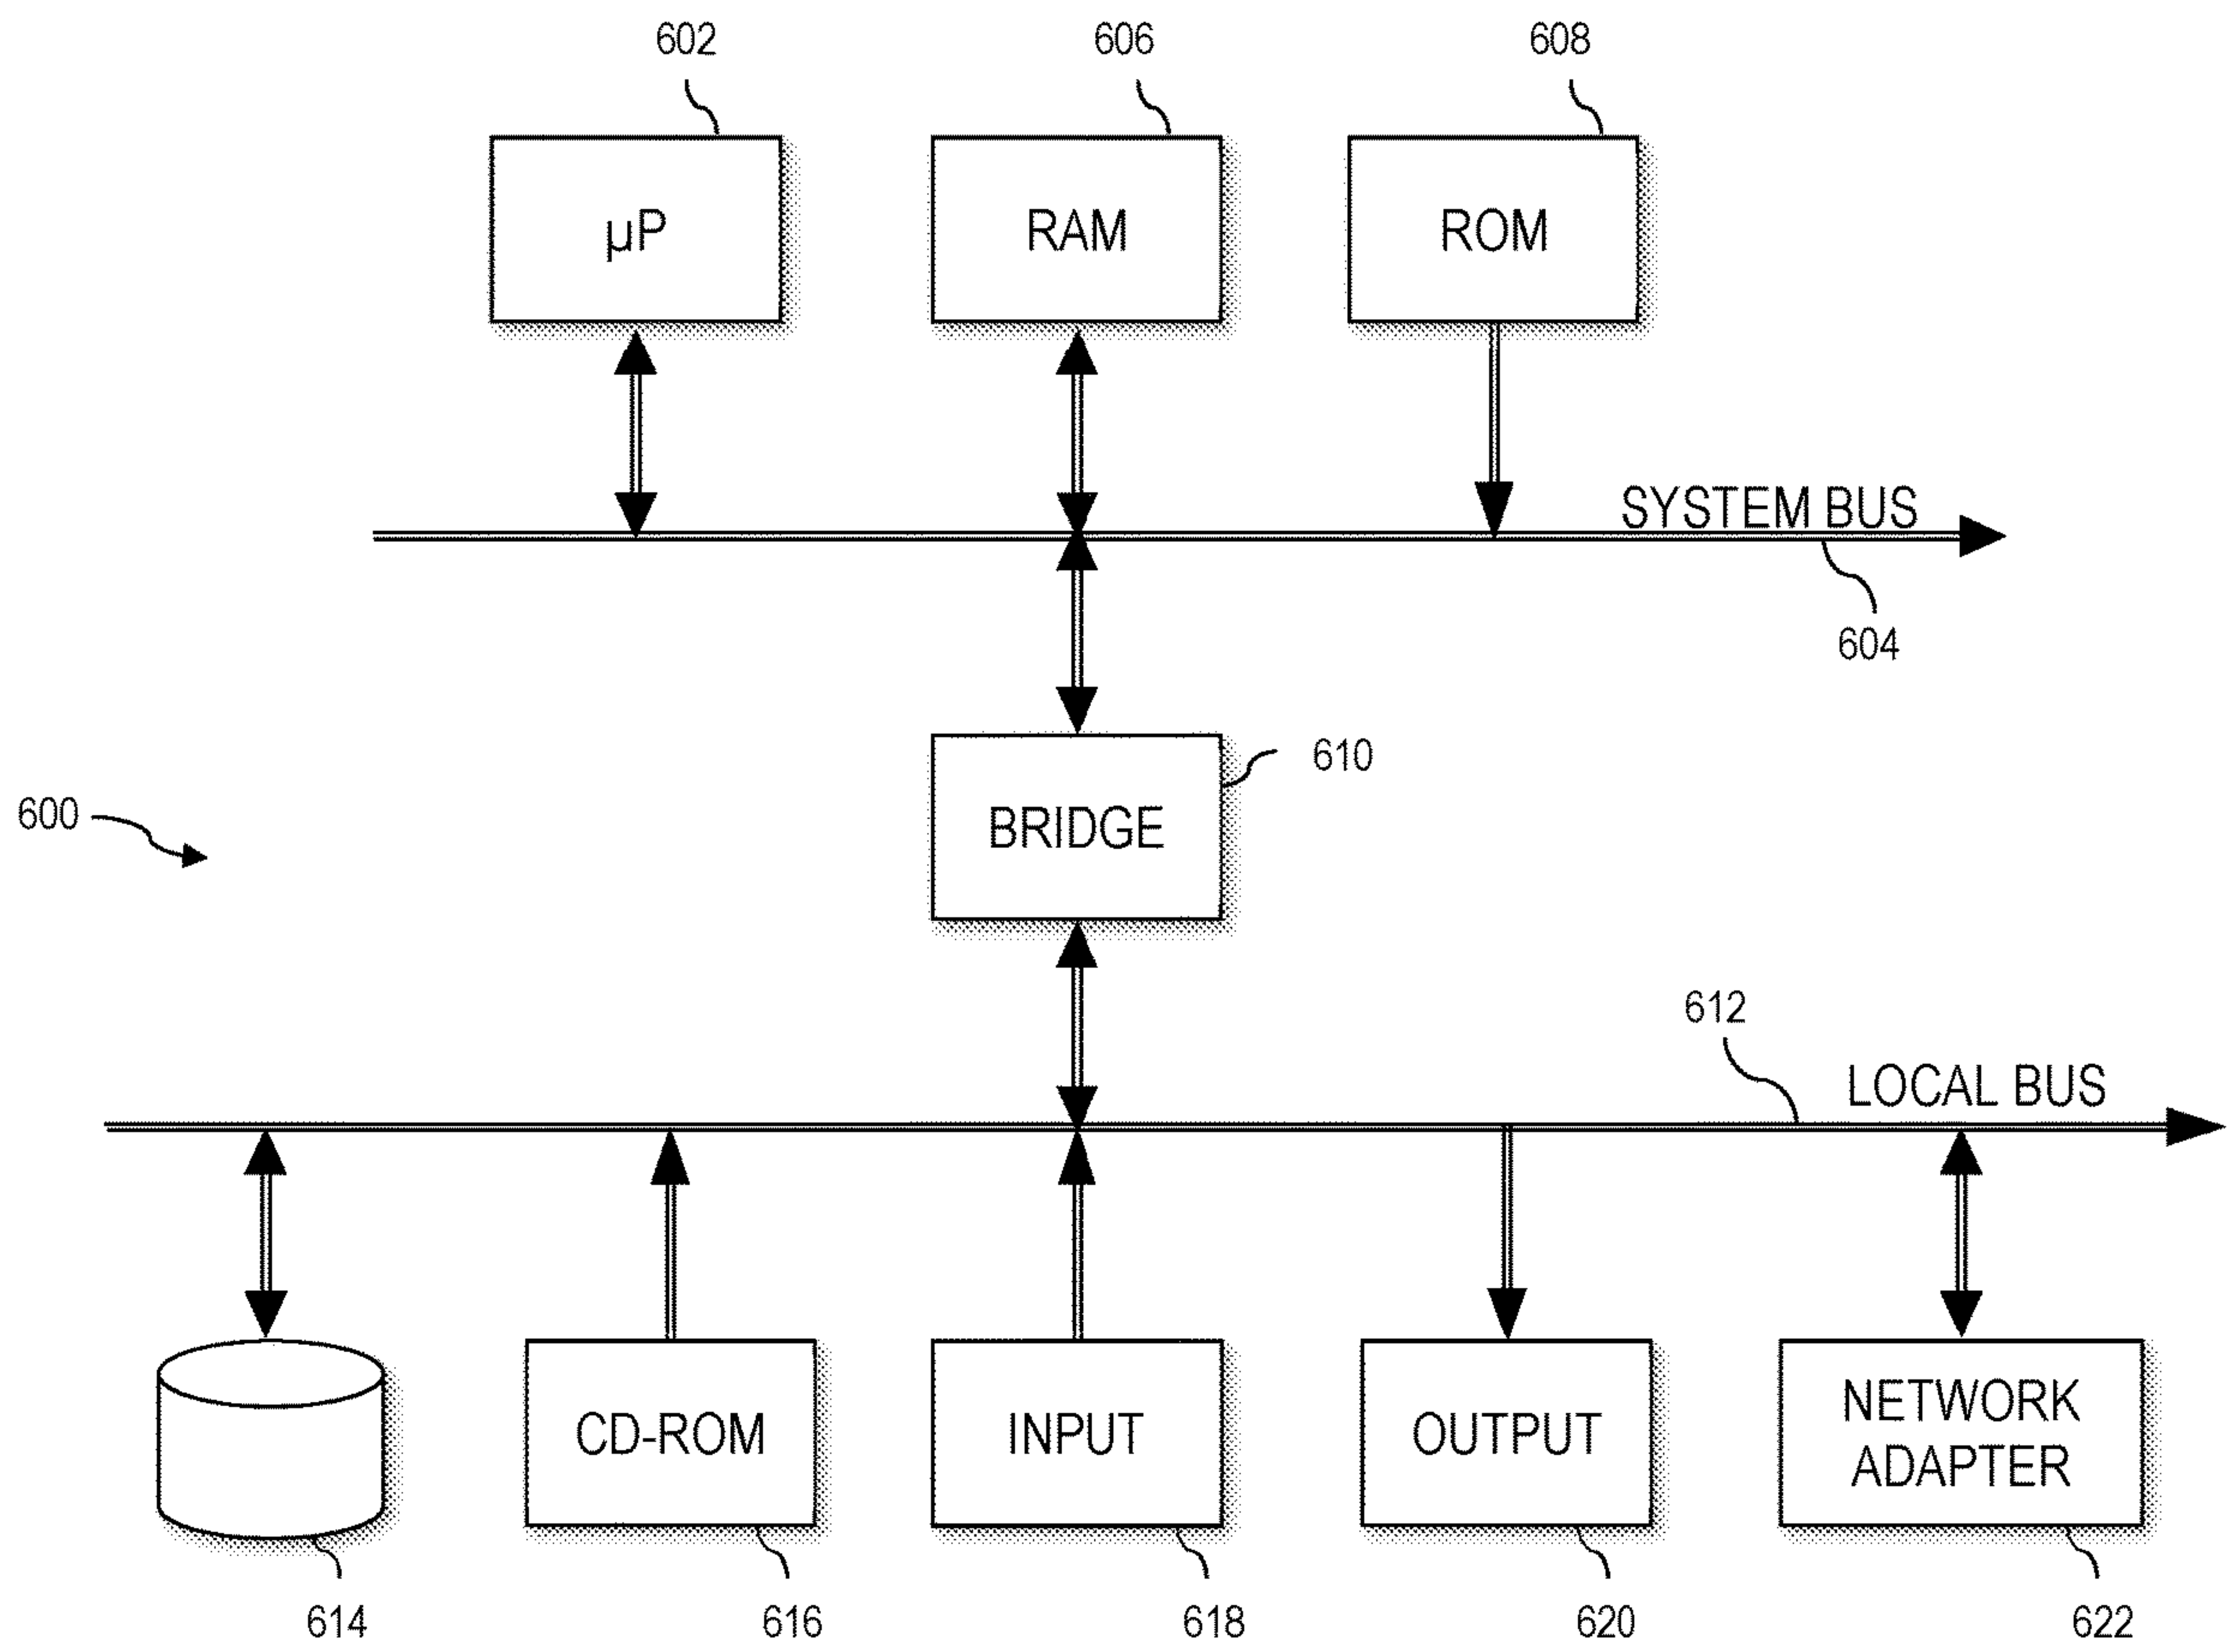 602
606
608
µP
RAM
ROM
SYSTEM BUS
604
610
BRIDGE
600
612
LOCAL BUS
CD-ROM
INPUT
OUTPUT
NETWORK
ADAPTER
614
616
618
620
622